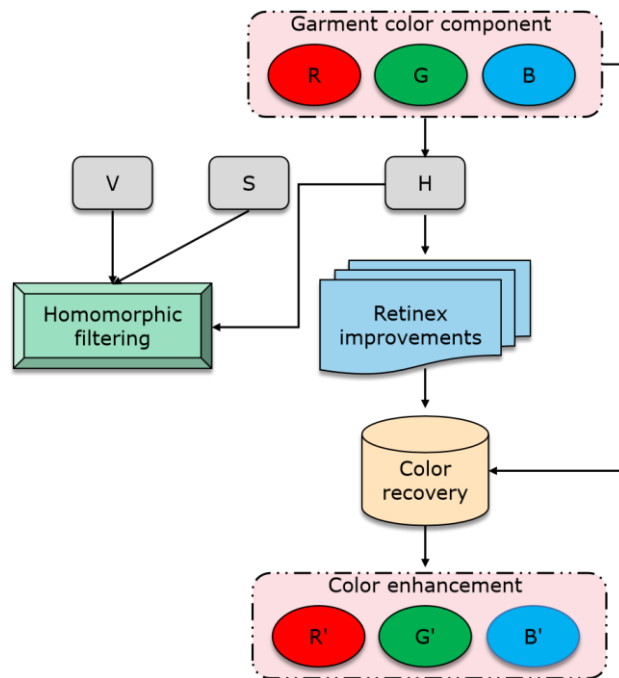 Garment color component
R G B
V S H
Homomorphic
filtering
Retinex
improvements
Color
recovery
Color enhancement
R' G' B'